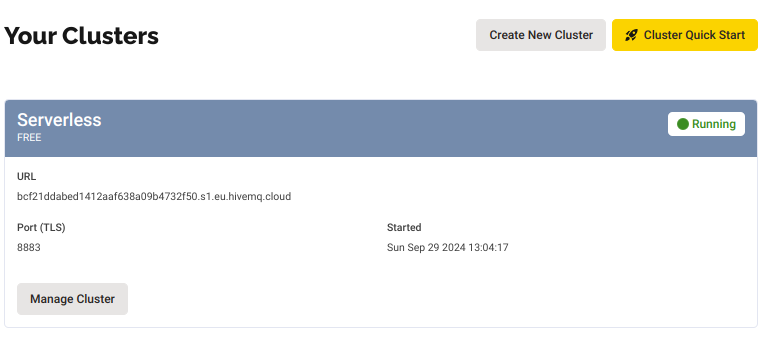 Your Clusters
Create New Cluster
Cluster Quick Start
Serverless
FREE
Running
URL
bcf21ddabed1412aaf638a09b4732f50.s1.eu.hivemq.cloud
Port (TLS)
Started
8883
Sun Sep 29 2024 13:04:17
Manage Cluster